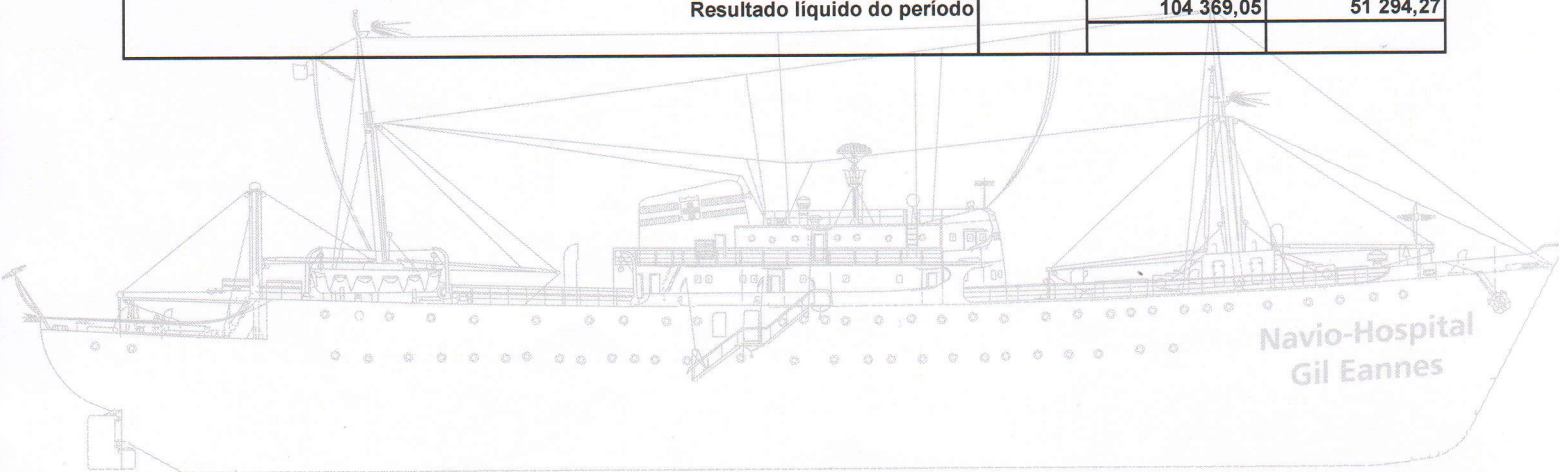 Resultado líquido do período 104 369,05 51 294,27
Navio-Hospital
Gil Eannes